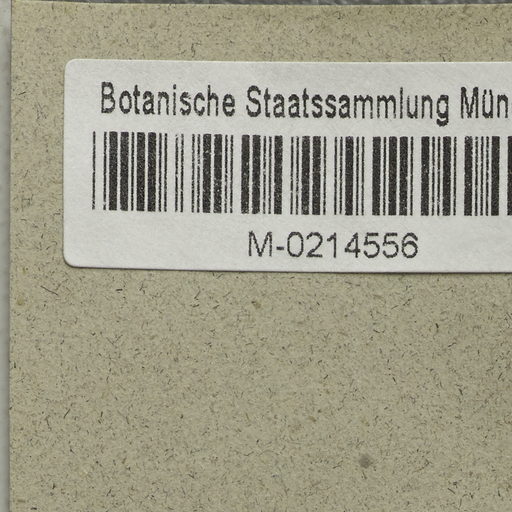 Botanische Staatssammlung Mün
M-0214556